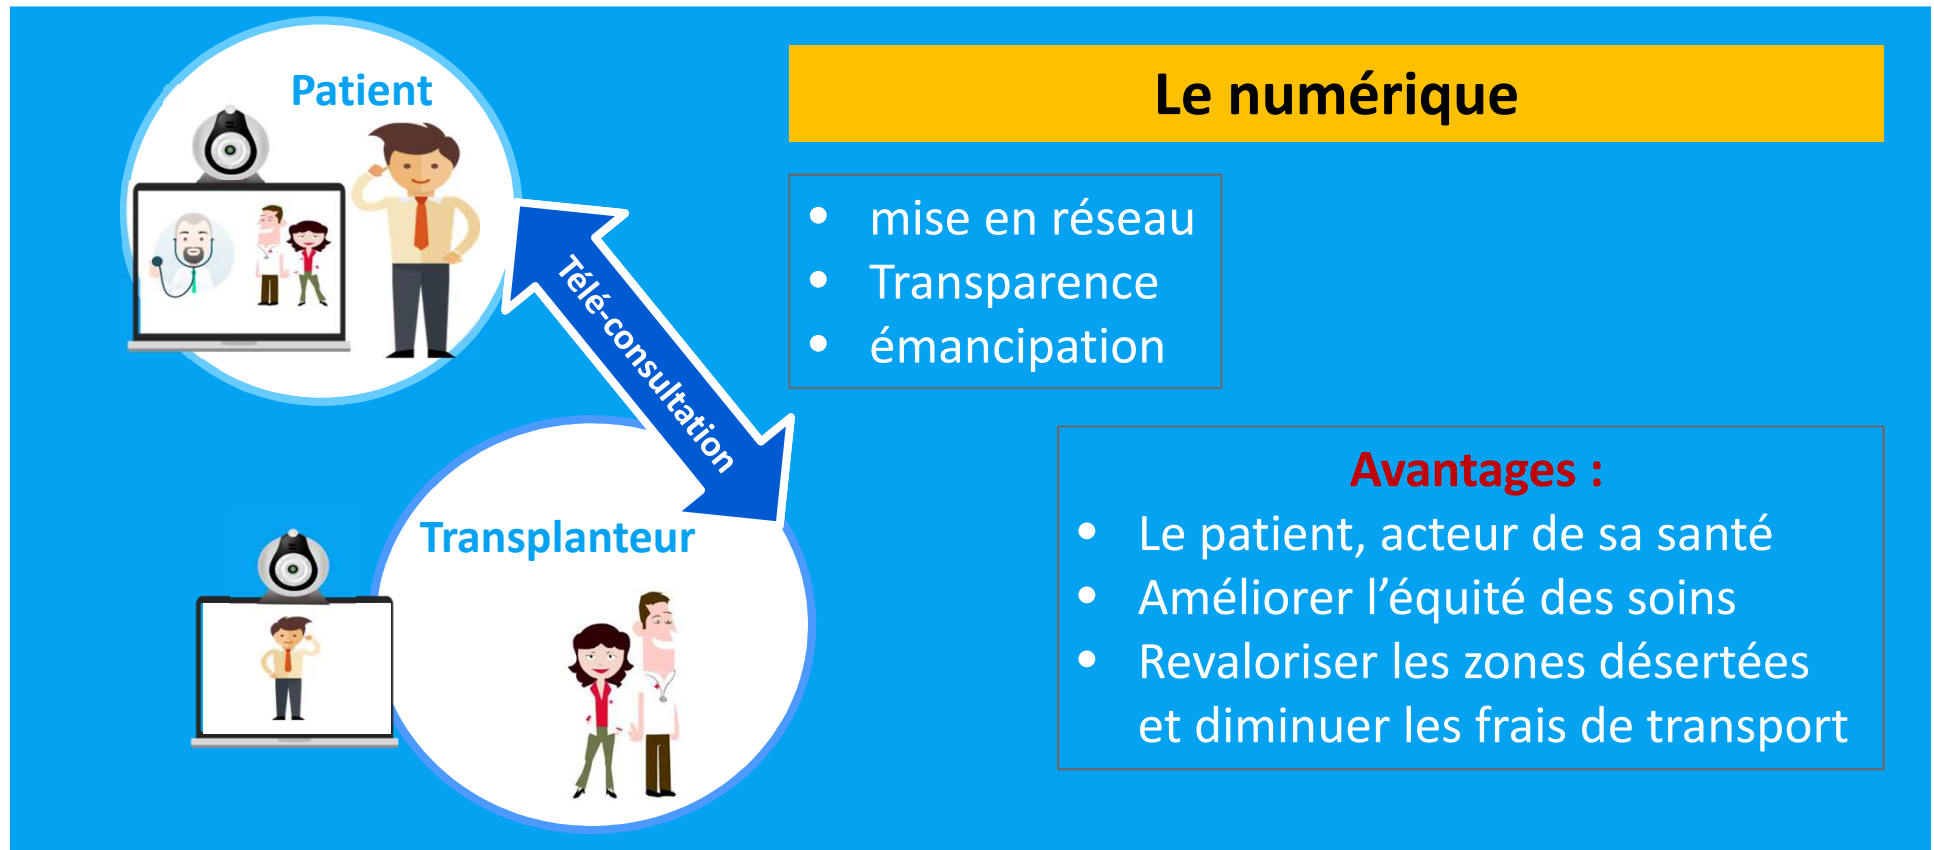 Patient
Télé-consultation
Transplanteur
Le numérique
• mise en réseau
• Transparence
• émancipation
Avantages :
• Le patient, acteur de sa santé
• Améliorer l’équité des soins
• Revaloriser les zones désertées
et diminuer les frais de transport